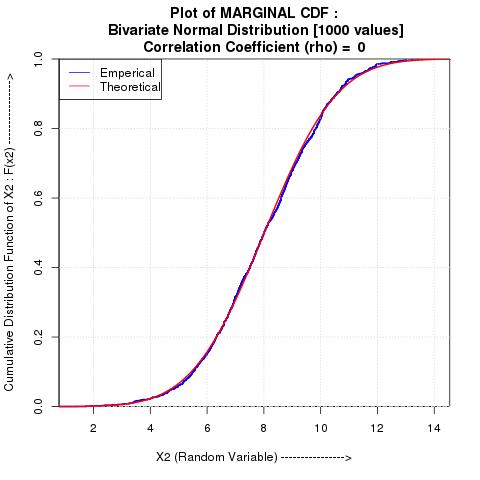 Plot of MARGINAL CDF :
Bivariate Normal Distribution [1000 values]
Correlation Coefficient (rho) = 0
Cumulative Distribution Function of X2 : F(x2) ---------------->
1.0
0.8
0.6
0.4
0.2
0.0
Emperical
Theoretical
2 4 6 8 10 12 14
X2 (Random Variable) ---------------->